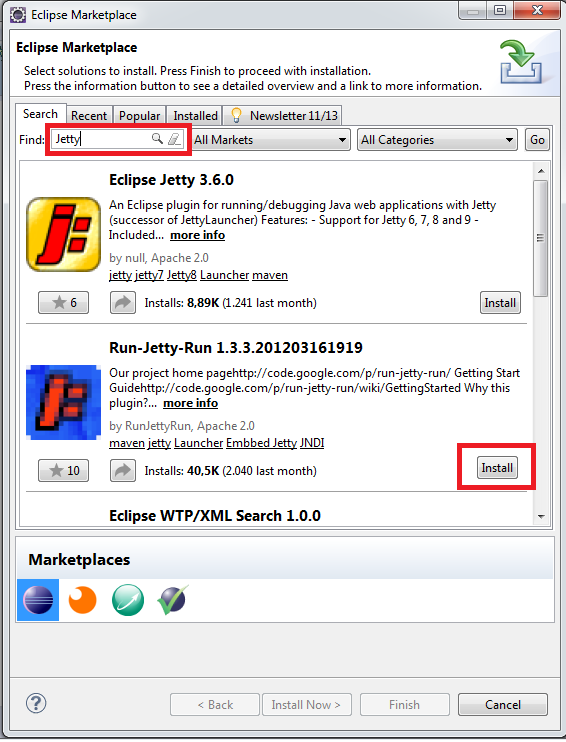 Eclipse Marketplace
Eclipse Marketplace
Select solutions to install. Press Finish to proceed with installation.
Press the information button to see a detailed overview and a link to more information.
Search Recent Popular Installed Newsletter 11/13
Find: Jetty All Markets All Categories Go
Eclipse Jetty 3.6.0
An Eclipse plugin for running/debugging Java web applications with Jetty
(successor of JettyLauncher) Features: - Support for Jetty 6, 7, 8 and 9 -
Included... more info
by null, Apache 2.0
jetty jetty7 Jetty8 Launcher maven
6 Installs: 8,89K (1.241 last month) Install
Run-Jetty-Run 1.3.3.201203161919
Our project home pagehttp://code.google.com/p/run-jetty-run/ Getting Start
Guidehttp://code.google.com/p/run-jetty-run/wiki/GettingStarted Why this
plugin?... more info
by RunJettyRun, Apache 2.0
maven jetty Launcher Embbed Jetty JNDI
10 Installs: 40,5K (2.040 last month) Install
Eclipse WTP/XML Search 1.0.0
Marketplaces
? < Back Install Now > Finish Cancel